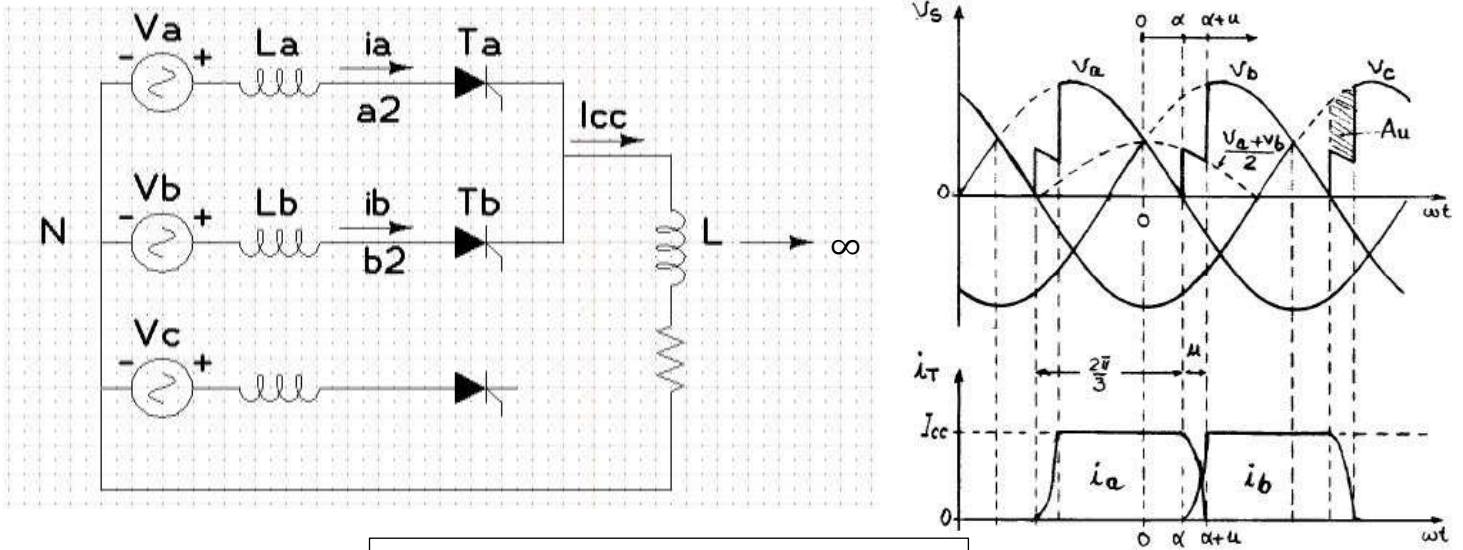 Va
- +
La
ia
a2
Ta
Icc
Vb
- +
N
Lb
ib
b2
Tb
L
∞
Vc
- +
Vs
0 α α+u
Va Vb Vc
Au
Va+Vb
2
0
0
ωt
iT
2π
3
u
Icc
ia ib
0
0 α α+u ωt